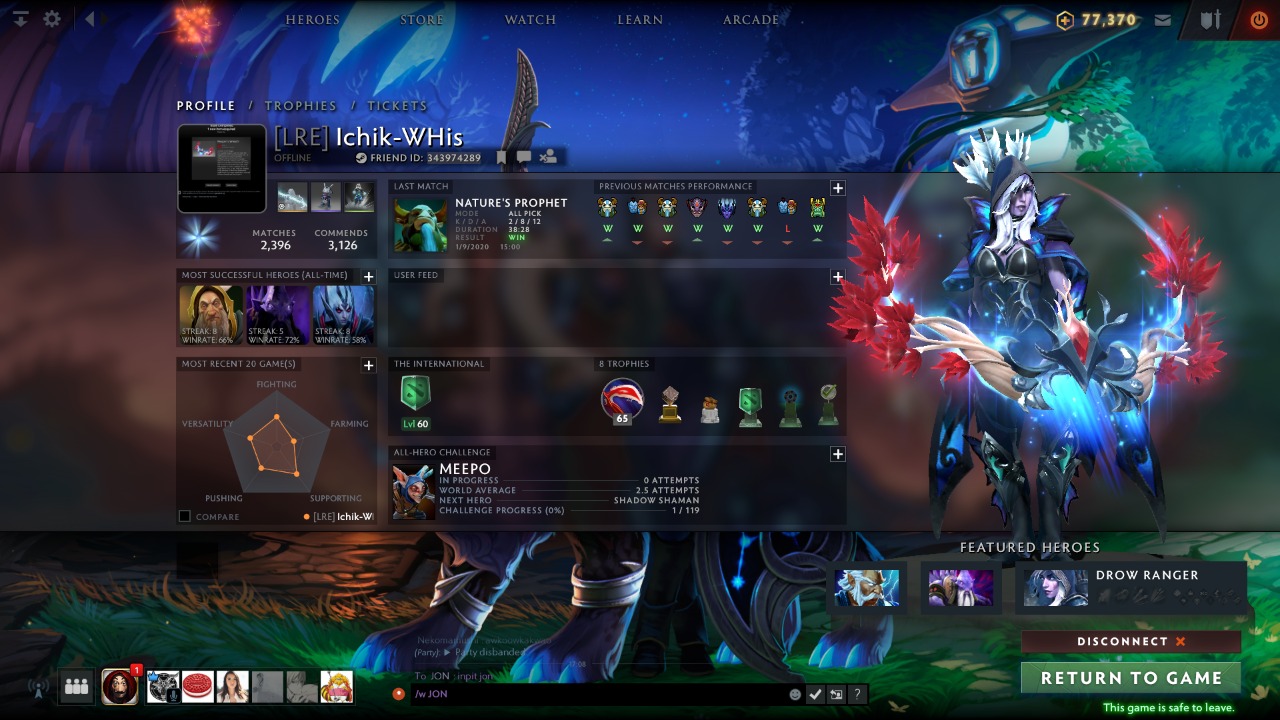 HEROES STORE WATCH LEARN ARCADE
77,370
PROFILE / TROPHIES / TICKETS
[LRE] Ichik-WHis
OFFLINE FRIEND ID: 343974289
MATCHES COMMENDS
2,396 3,126
LAST MATCH
NATURE'S PROPHET
MODE ALL PICK
K / D / A 2 / 8 / 12
DURATION 38:28
RESULT WIN
1/9/2020 15:00
PREVIOUS MATCHES PERFORMANCE
W W W W W W L W
MOST SUCCESSFUL HEROES (ALL-TIME)
STREAK: 8 STREAK: 5 STREAK: 8
WINRATE: 66% WINRATE: 72% WINRATE: 58%
USER FEED
MOST RECENT 20 GAME(S)
FIGHTING
VERSATILITY FARMING
PUSHING SUPPORTING
COMPARE [LRE] Ichik-W
THE INTERNATIONAL
Lvl 60
8 TROPHIES
65
ALL-HERO CHALLENGE
MEEPO
IN PROGRESS 0 ATTEMPTS
WORLD AVERAGE 2.5 ATTEMPTS
NEXT HERO SHADOW SHAMAN
CHALLENGE PROGRESS (0%) 1 / 119
FEATURED HEROES
DROW RANGER
(Party): Party disbanded
17:08
To JON : inpit jon
/w JON
?
1
DISCONNECT
RETURN TO GAME
This game is safe to leave.